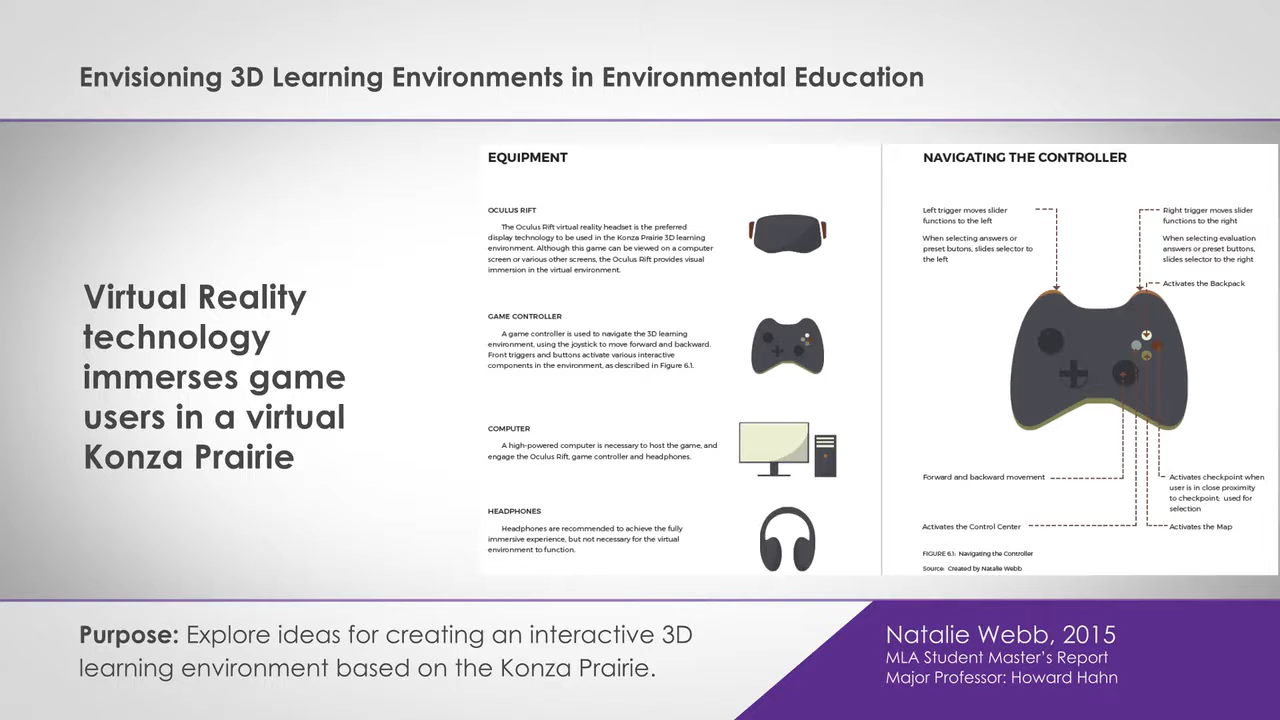 Envisioning 3D Learning Environments in Environmental Education
Virtual Reality
technology
immerses game
users in a virtual
Konza Prairie
EQUIPMENT
OCULUS RIFT
The Oculus Rift virtual reality headset is the preferred
display technology to be used in the Konza Prairie 3D learning
environment. Although this game can be viewed on a computer
screen or various other screens, the Oculus Rift provides visual
immersion in the virtual environment.
GAME CONTROLLER
A game controller is used to navigate the 3D learning
environment, using the joystick to move forward and backward.
Front triggers and buttons activate various interactive
components in the environment, as described in Figure 6.1.
COMPUTER
A high-powered computer is necessary to host the game, and
engage the Oculus Rift, game controller and headphones.
HEADPHONES
Headphones are recommended to achieve the fully
immersive experience, but not necessary for the virtual
environment to function.
NAVIGATING THE CONTROLLER
Left trigger moves slider
functions to the left
When selecting answers or
preset butons, slides selector to
the left
Right trigger moves slider
functions to the right
When selecting evaluation
answers or preset buttons,
slides selector to the right
Activates the Backpack
Forward and backward movement
Activates checkpoint when
user is in close proximity
to checkpoint; used for
selection
Activates the Control Center
Activates the Map
FIGURE 6.1: Navigating the Controller
Source: Created by Natalie Webb
Purpose: Explore ideas for creating an interactive 3D
learning environment based on the Konza Prairie.
Natalie Webb, 2015
MLA Student Master's Report
Major Professor: Howard Hahn